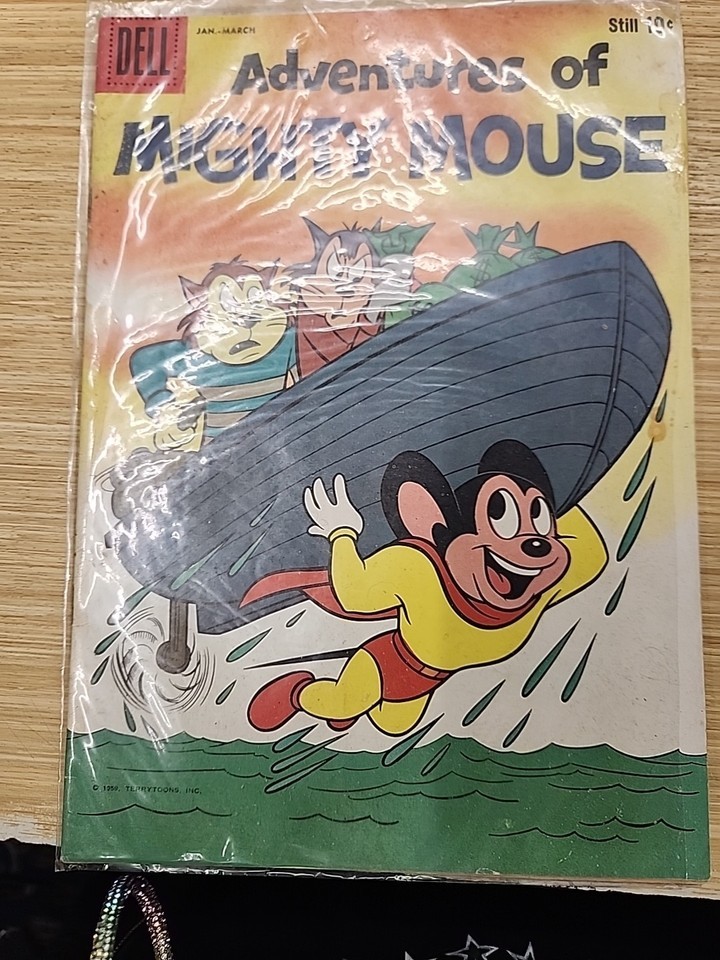 DELL
JAN.-MARCH
Still 10¢
Adventures of
MIGHTY MOUSE
© 1959, TERRYTOONS, INC.